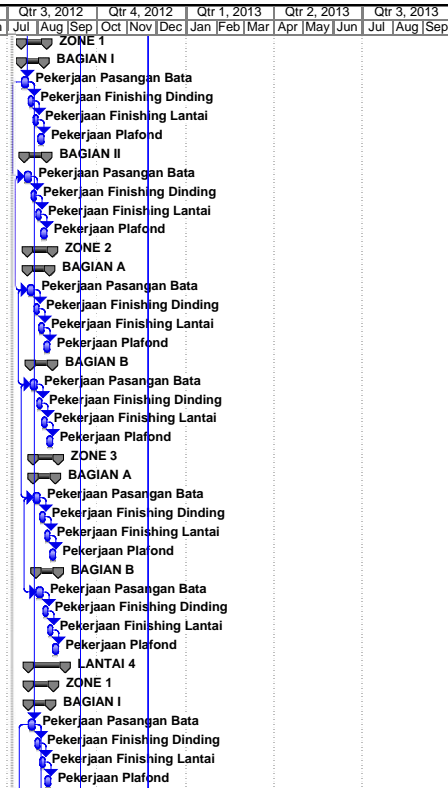 Qtr 3, 2012 Qtr 4, 2012 Qtr 1, 2013 Qtr 2, 2013 Qtr 3, 2013
Jul Aug Sep Oct Nov Dec Jan Feb Mar Apr May Jun Jul Aug Sep
ZONE 1
BAGIAN I
Pekerjaan Pasangan Bata
Pekerjaan Finishing Dinding
Pekerjaan Finishing Lantai
Pekerjaan Plafond
BAGIAN II
Pekerjaan Pasangan Bata
Pekerjaan Finishing Dinding
Pekerjaan Finishing Lantai
Pekerjaan Plafond
ZONE 2
BAGIAN A
Pekerjaan Pasangan Bata
Pekerjaan Finishing Dinding
Pekerjaan Finishing Lantai
Pekerjaan Plafond
BAGIAN B
Pekerjaan Pasangan Bata
Pekerjaan Finishing Dinding
Pekerjaan Finishing Lantai
Pekerjaan Plafond
ZONE 3
BAGIAN A
Pekerjaan Pasangan Bata
Pekerjaan Finishing Dinding
Pekerjaan Finishing Lantai
Pekerjaan Plafond
BAGIAN B
Pekerjaan Pasangan Bata
Pekerjaan Finishing Dinding
Pekerjaan Finishing Lantai
Pekerjaan Plafond
LANTAI 4
ZONE 1
BAGIAN I
Pekerjaan Pasangan Bata
Pekerjaan Finishing Dinding
Pekerjaan Finishing Lantai
Pekerjaan Plafond